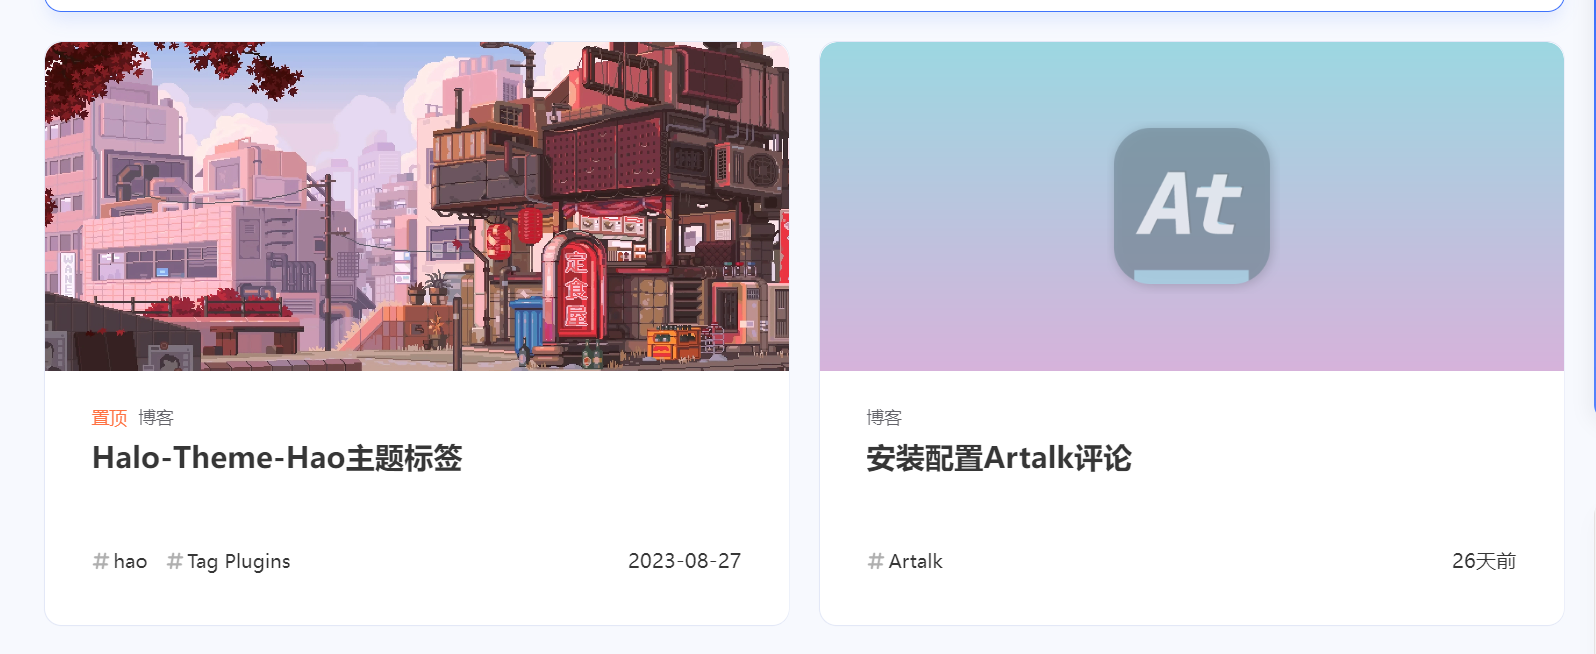 WANE
定食屋
At
置顶 博客
Halo-Theme-Hao主题标签
#hao #Tag Plugins 2023-08-27
博客
安装配置Artalk评论
#Artalk 26天前